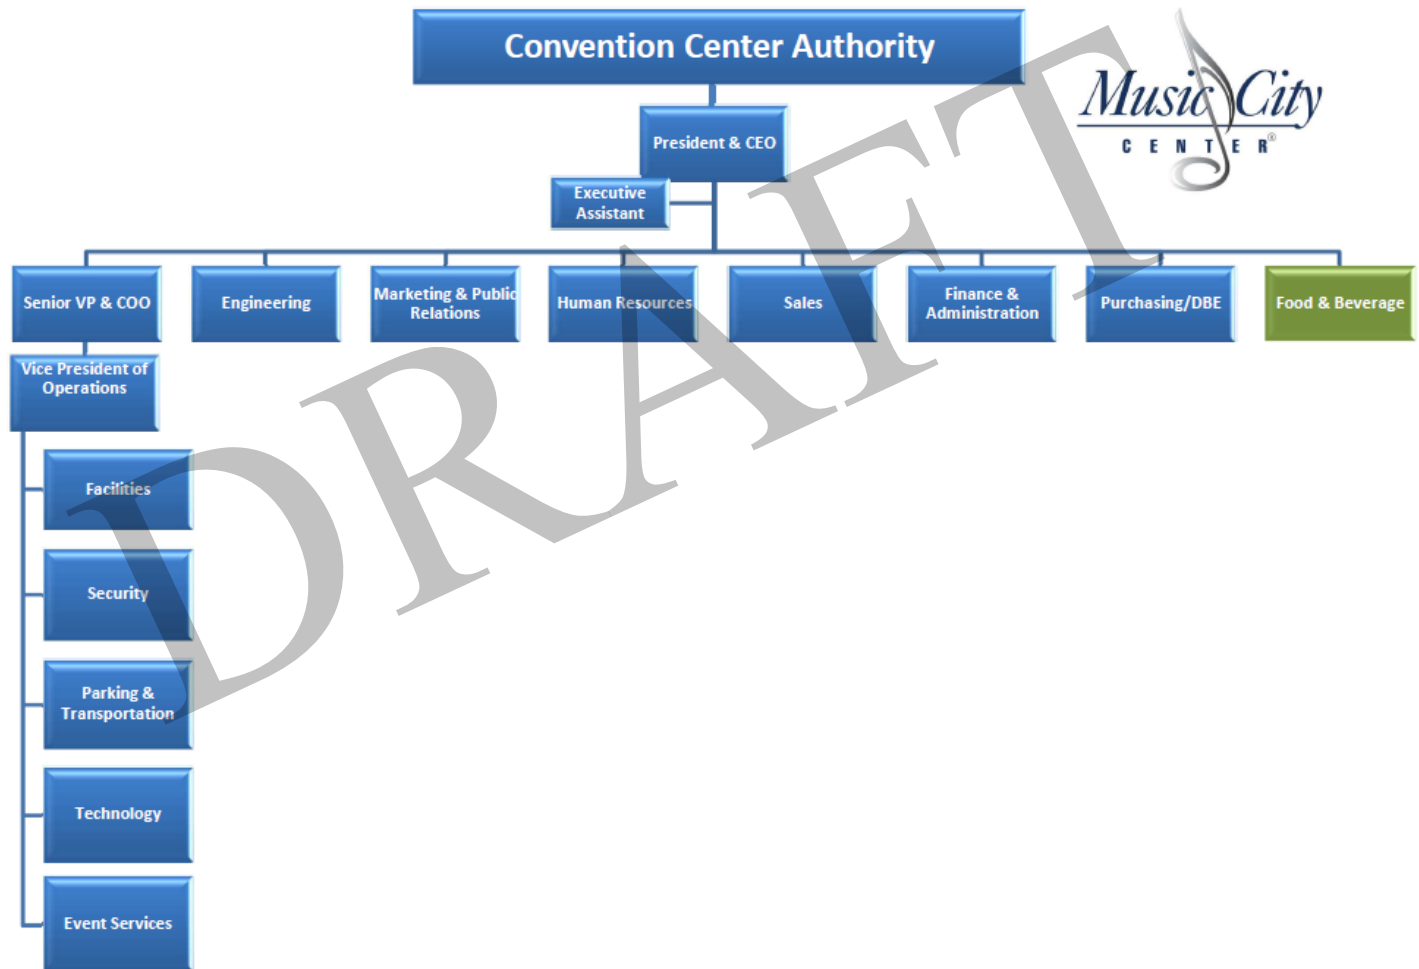 Convention Center Authority
Music City
CENTER®
President & CEO
Executive
Assistant
Senior VP & COO
Engineering
Marketing & Public
Relations
Human Resources
Sales
Finance &
Administration
Purchasing/DBE
Food & Beverage
Vice President of
Operations
Facilities
Security
Parking &
Transportation
Technology
Event Services
DRAFT